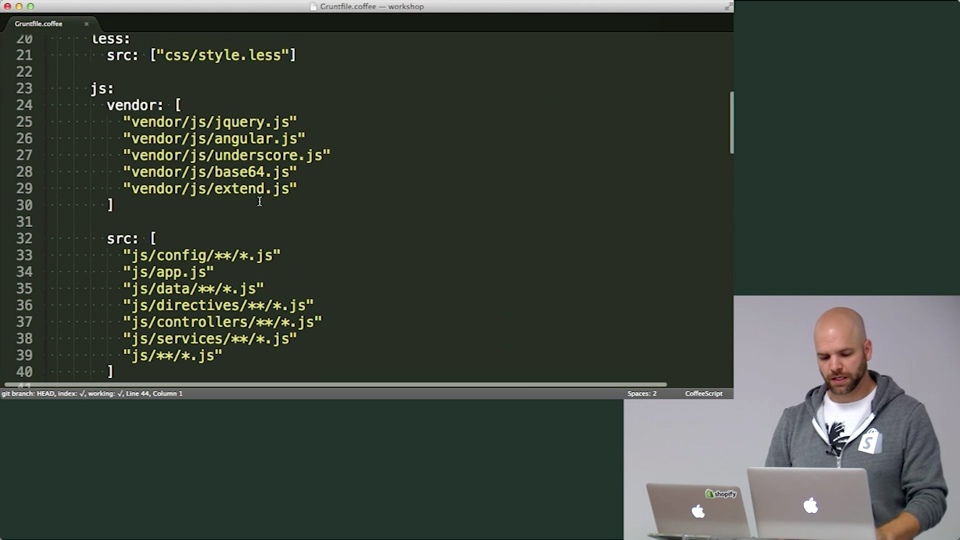 Gruntfile.coffee — workshop
Gruntfile.coffee ×
20 less:
21 src: ["css/style.less"]
22
23 js:
24 vendor: [
25 "vendor/js/jquery.js"
26 "vendor/js/angular.js"
27 "vendor/js/underscore.js"
28 "vendor/js/base64.js"
29 "vendor/js/extend.js"
30 ]
31
32 src: [
33 "js/config/**/*.js"
34 "js/app.js"
35 "js/data/**/*.js"
36 "js/directives/**/*.js"
37 "js/controllers/**/*.js"
38 "js/services/**/*.js"
39 "js/**/*.js"
40 ]
git branch: HEAD, index: √, working: √, Line 44, Column 1 Spaces: 2 CoffeeScript
shopify